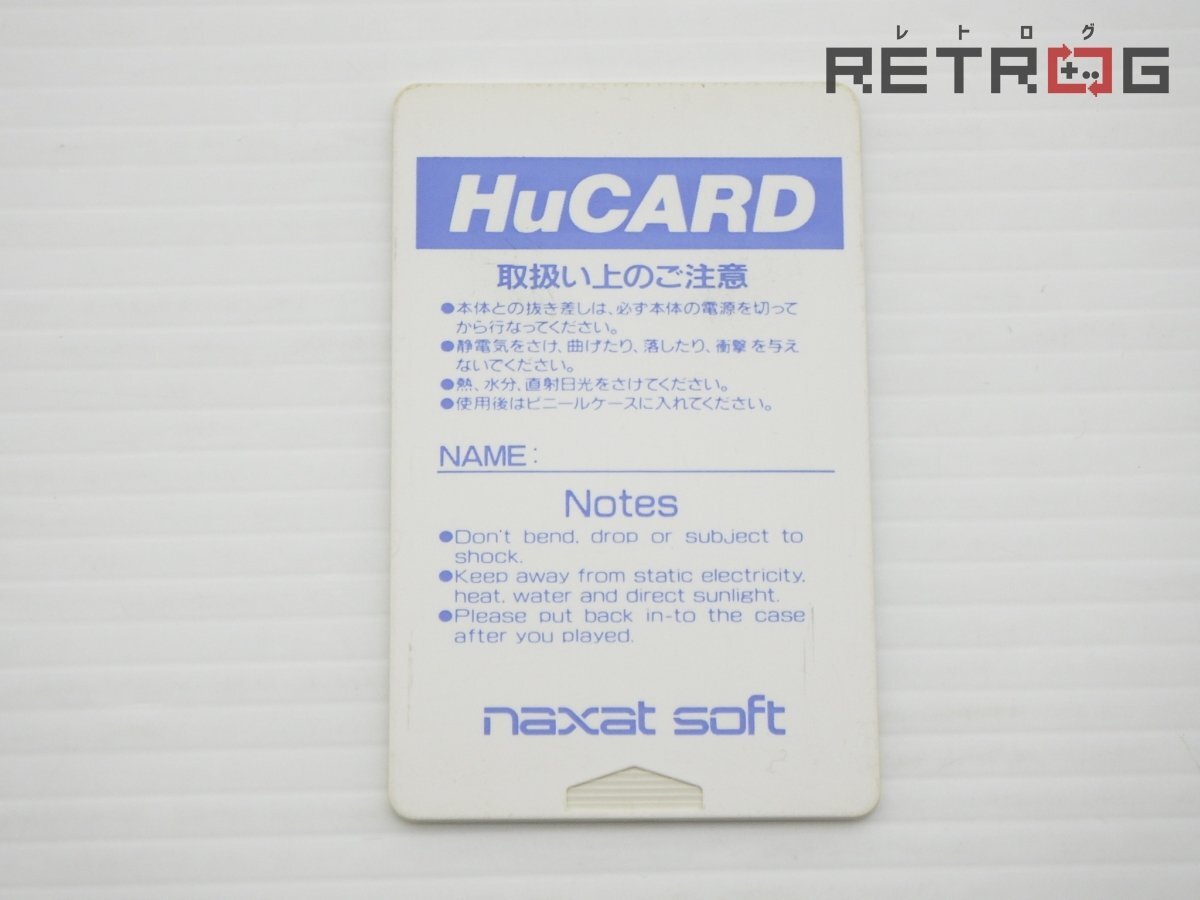 レトログ
RETROG
HuCARD
取扱い上のご注意
●本体との抜き差しは、必ず本体の電源を切って
から行なってください。
●静電気をさけ、曲げたり、落したり、衝撃を与え
ないでください。
●熱、水分、直射日光をさけてください。
●使用後はビニールケースに入れてください。
NAME:
Notes
●Don't bend, drop or subject to
shock.
●Keep away from static electricity,
heat, water and direct sunlight.
●Please put back in-to the case
after you played.
naxat soft